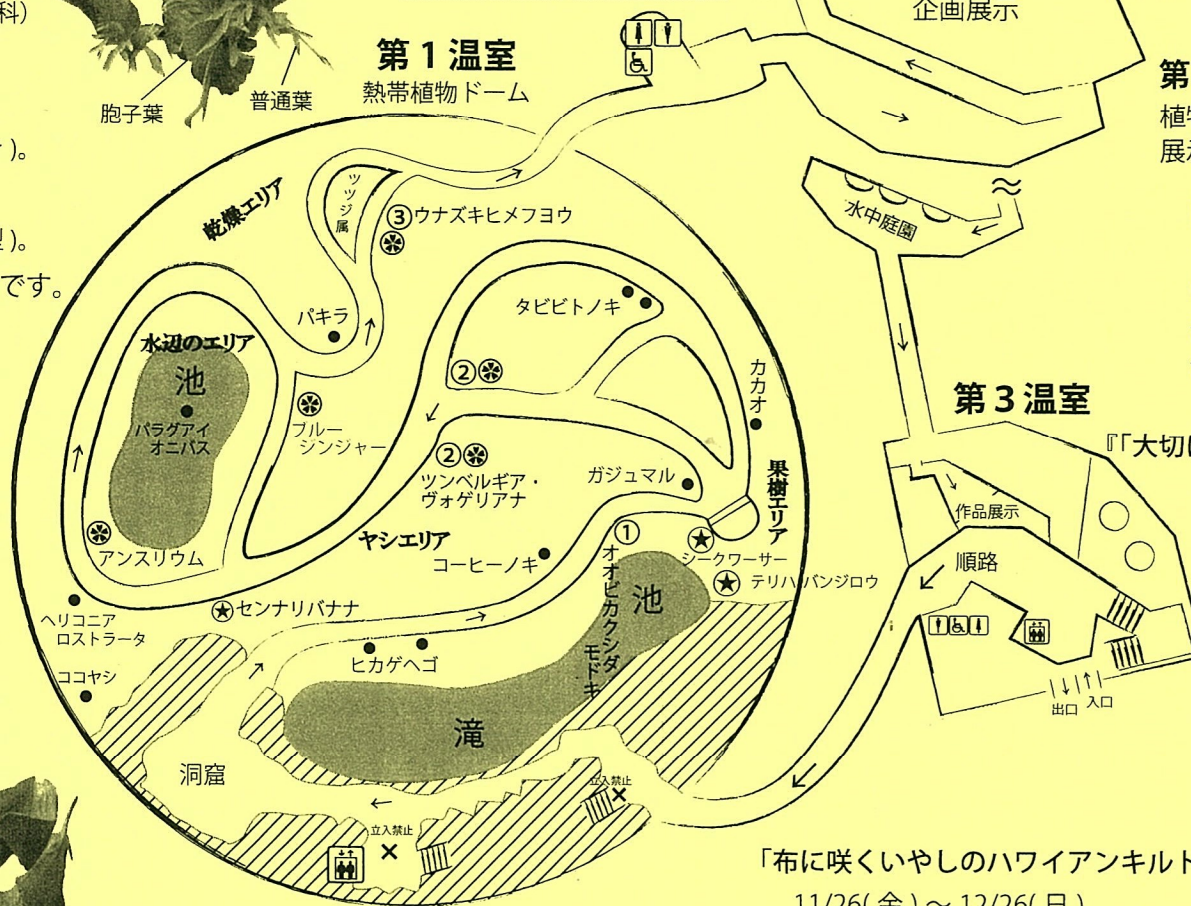 科)
企画展示
第1温室
熱帯植物ドーム
胞子葉
普通葉
)。
)。
です。
第
植
展
乾燥エリア
ツツジ属
③ウナズキヒメフヨウ
水中庭園
パキラ
タビビトノキ
水辺のエリア
池
パラグアイ
オニバス
②
カカオ
ブルー
ジンジャー
②
ツンベルギア・
ヴォゲリアナ
ガジュマル
果樹エリア
第3温室
『「大切に
作品展示
順路
アンスリウム
ヤシエリア
コーヒーノキ
①
オオビカクシダ
モドキ
シークワーサー
テリハバンジロウ
池
センナリバナナ
ヘリコニア
ロストラータ
ヒカゲヘゴ
ココヤシ
出口
入口
滝
洞窟
立入禁止
立入禁止
「布に咲くいやしのハワイアンキルト
11/26(金)～12/26(日)